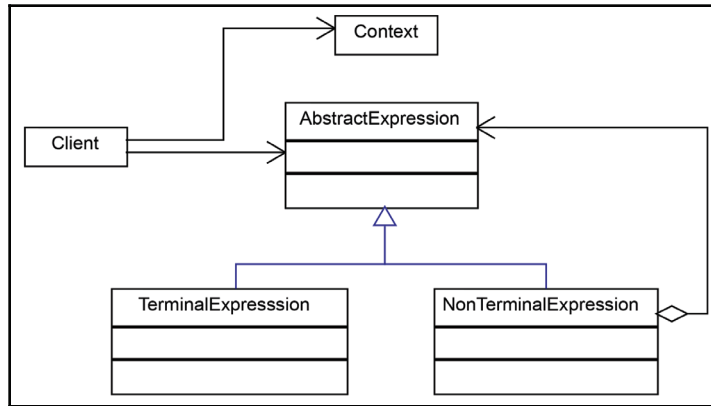 Context
AbstractExpression
Client
TerminalExpresssion
NonTerminalExpression